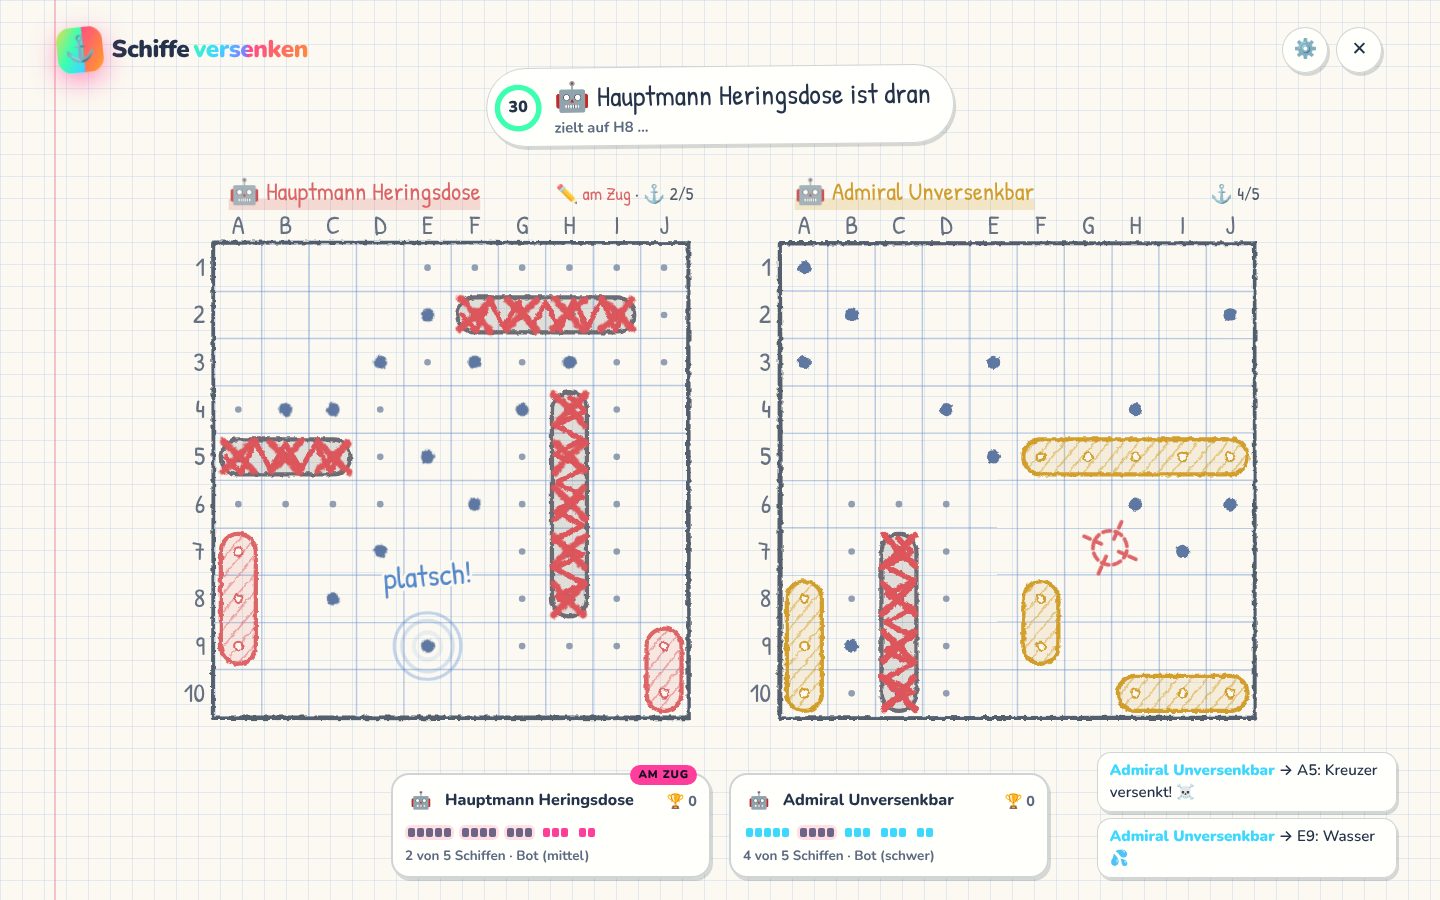 Schiffe versenken
30
Hauptmann Heringsdose ist dran
zielt auf H8 ...
Hauptmann Heringsdose
am Zug · 2/5
A B C D E F G H I J
1
2
3
4
5
6
7
8
9
10
platsch!
Admiral Unversenkbar
4/5
A B C D E F G H I J
1
2
3
4
5
6
7
8
9
10
AM ZUG
Hauptmann Heringsdose 0
2 von 5 Schiffen · Bot (mittel)
Admiral Unversenkbar 0
4 von 5 Schiffen · Bot (schwer)
Admiral Unversenkbar → A5: Kreuzer
versenkt!
Admiral Unversenkbar → E9: Wasser